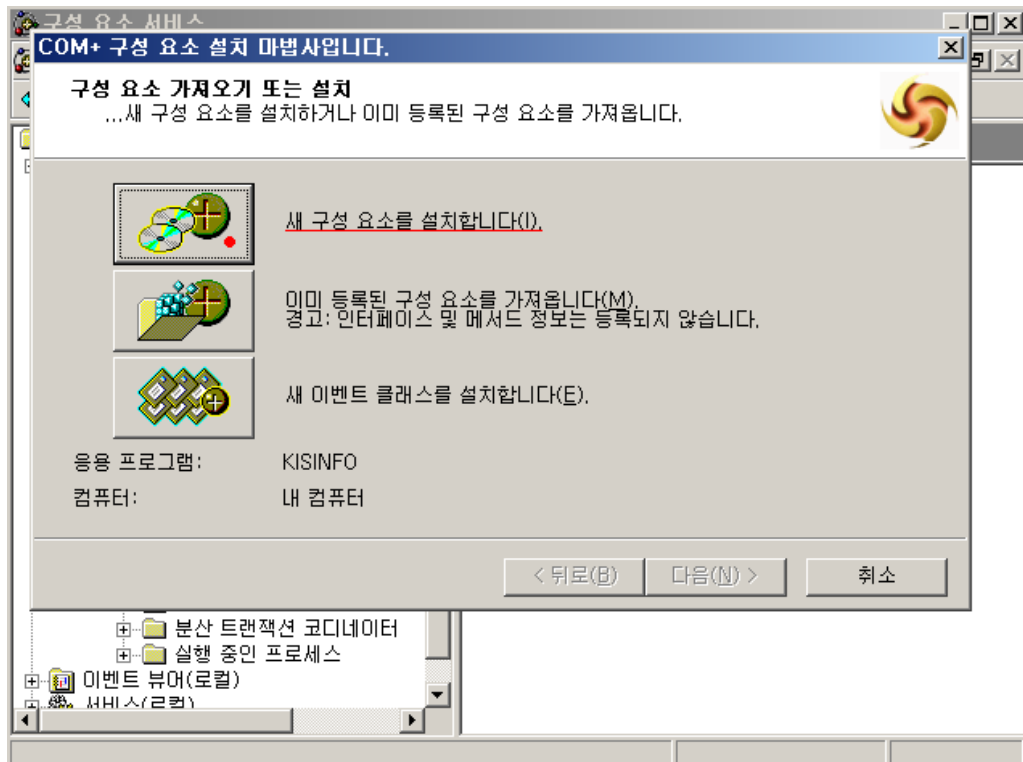 구성 요소 서비스
COM+ 구성 요소 설치 마법사입니다.
구성 요소 가져오기 또는 설치
...새 구성 요소를 설치하거나 이미 등록된 구성 요소를 가져옵니다.
새 구성 요소를 설치합니다(I).
이미 등록된 구성 요소를 가져옵니다(M).
경고: 인터페이스 및 메서드 정보는 등록되지 않습니다.
새 이벤트 클래스를 설치합니다(E).
응용 프로그램: KISINFO
컴퓨터: 내 컴퓨터
< 뒤로(B) 다음(N) > 취소
분산 트랜잭션 코디네이터
실행 중인 프로세스
이벤트 뷰어(로컬)
서비스(로컬)